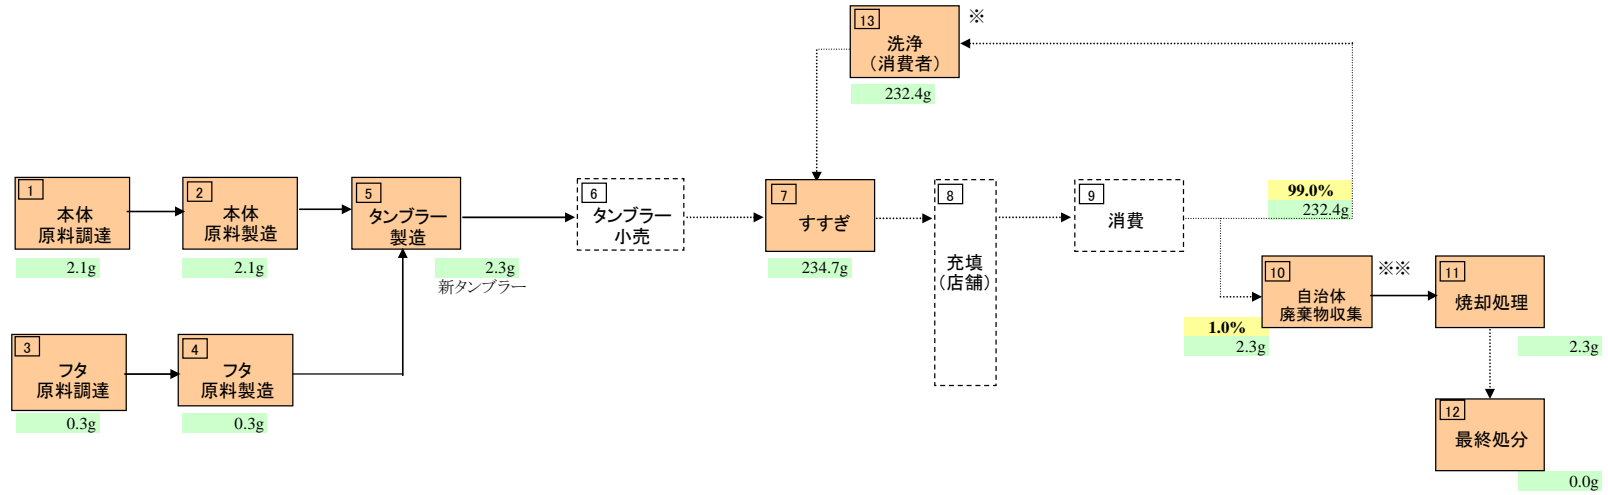 13
※
洗浄
（消費者）
232.4g
1
本体
原料調達
2.1g
2
本体
原料製造
2.1g
5
タンブラー
製造
2.3g
新タンブラー
6
タンブラー
小売
7
すすぎ
234.7g
8
充填
（店舗）
9
消費
99.0%
232.4g
10
自治体
廃棄物収集
※※
1.0%
2.3g
11
焼却処理
2.3g
3
フタ
原料調達
0.3g
4
フタ
原料製造
0.3g
12
最終処分
0.0g